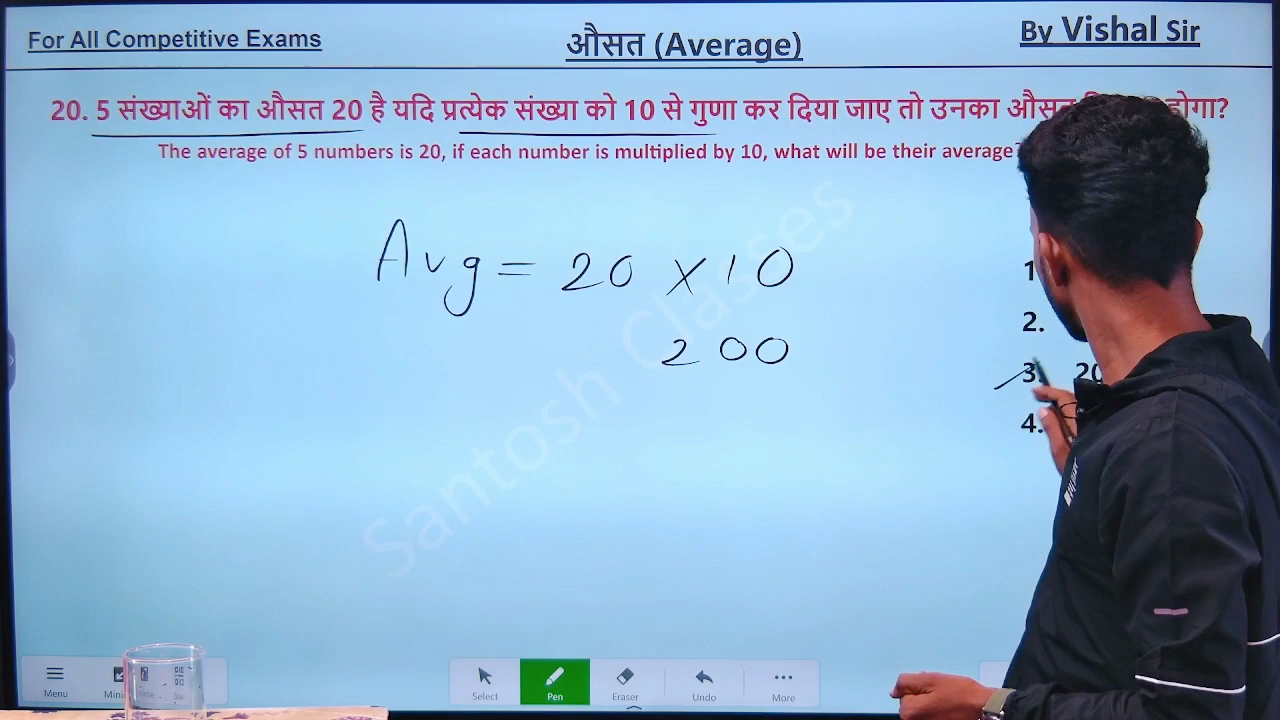 For All Competitive Exams
औसत (Average)
By Vishal Sir
20. 5 संख्याओं का औसत 20 है यदि प्रत्येक संख्या को 10 से गुणा कर दिया जाए तो उनका होगा?
The average of 5 numbers is 20, if each number is multiplied by 10, what will be their average?
Avg = 20 × 10
200
1
2.
3. 20
4.
Santosh Classes
Menu
Select
Pen
Eraser
Undo
More